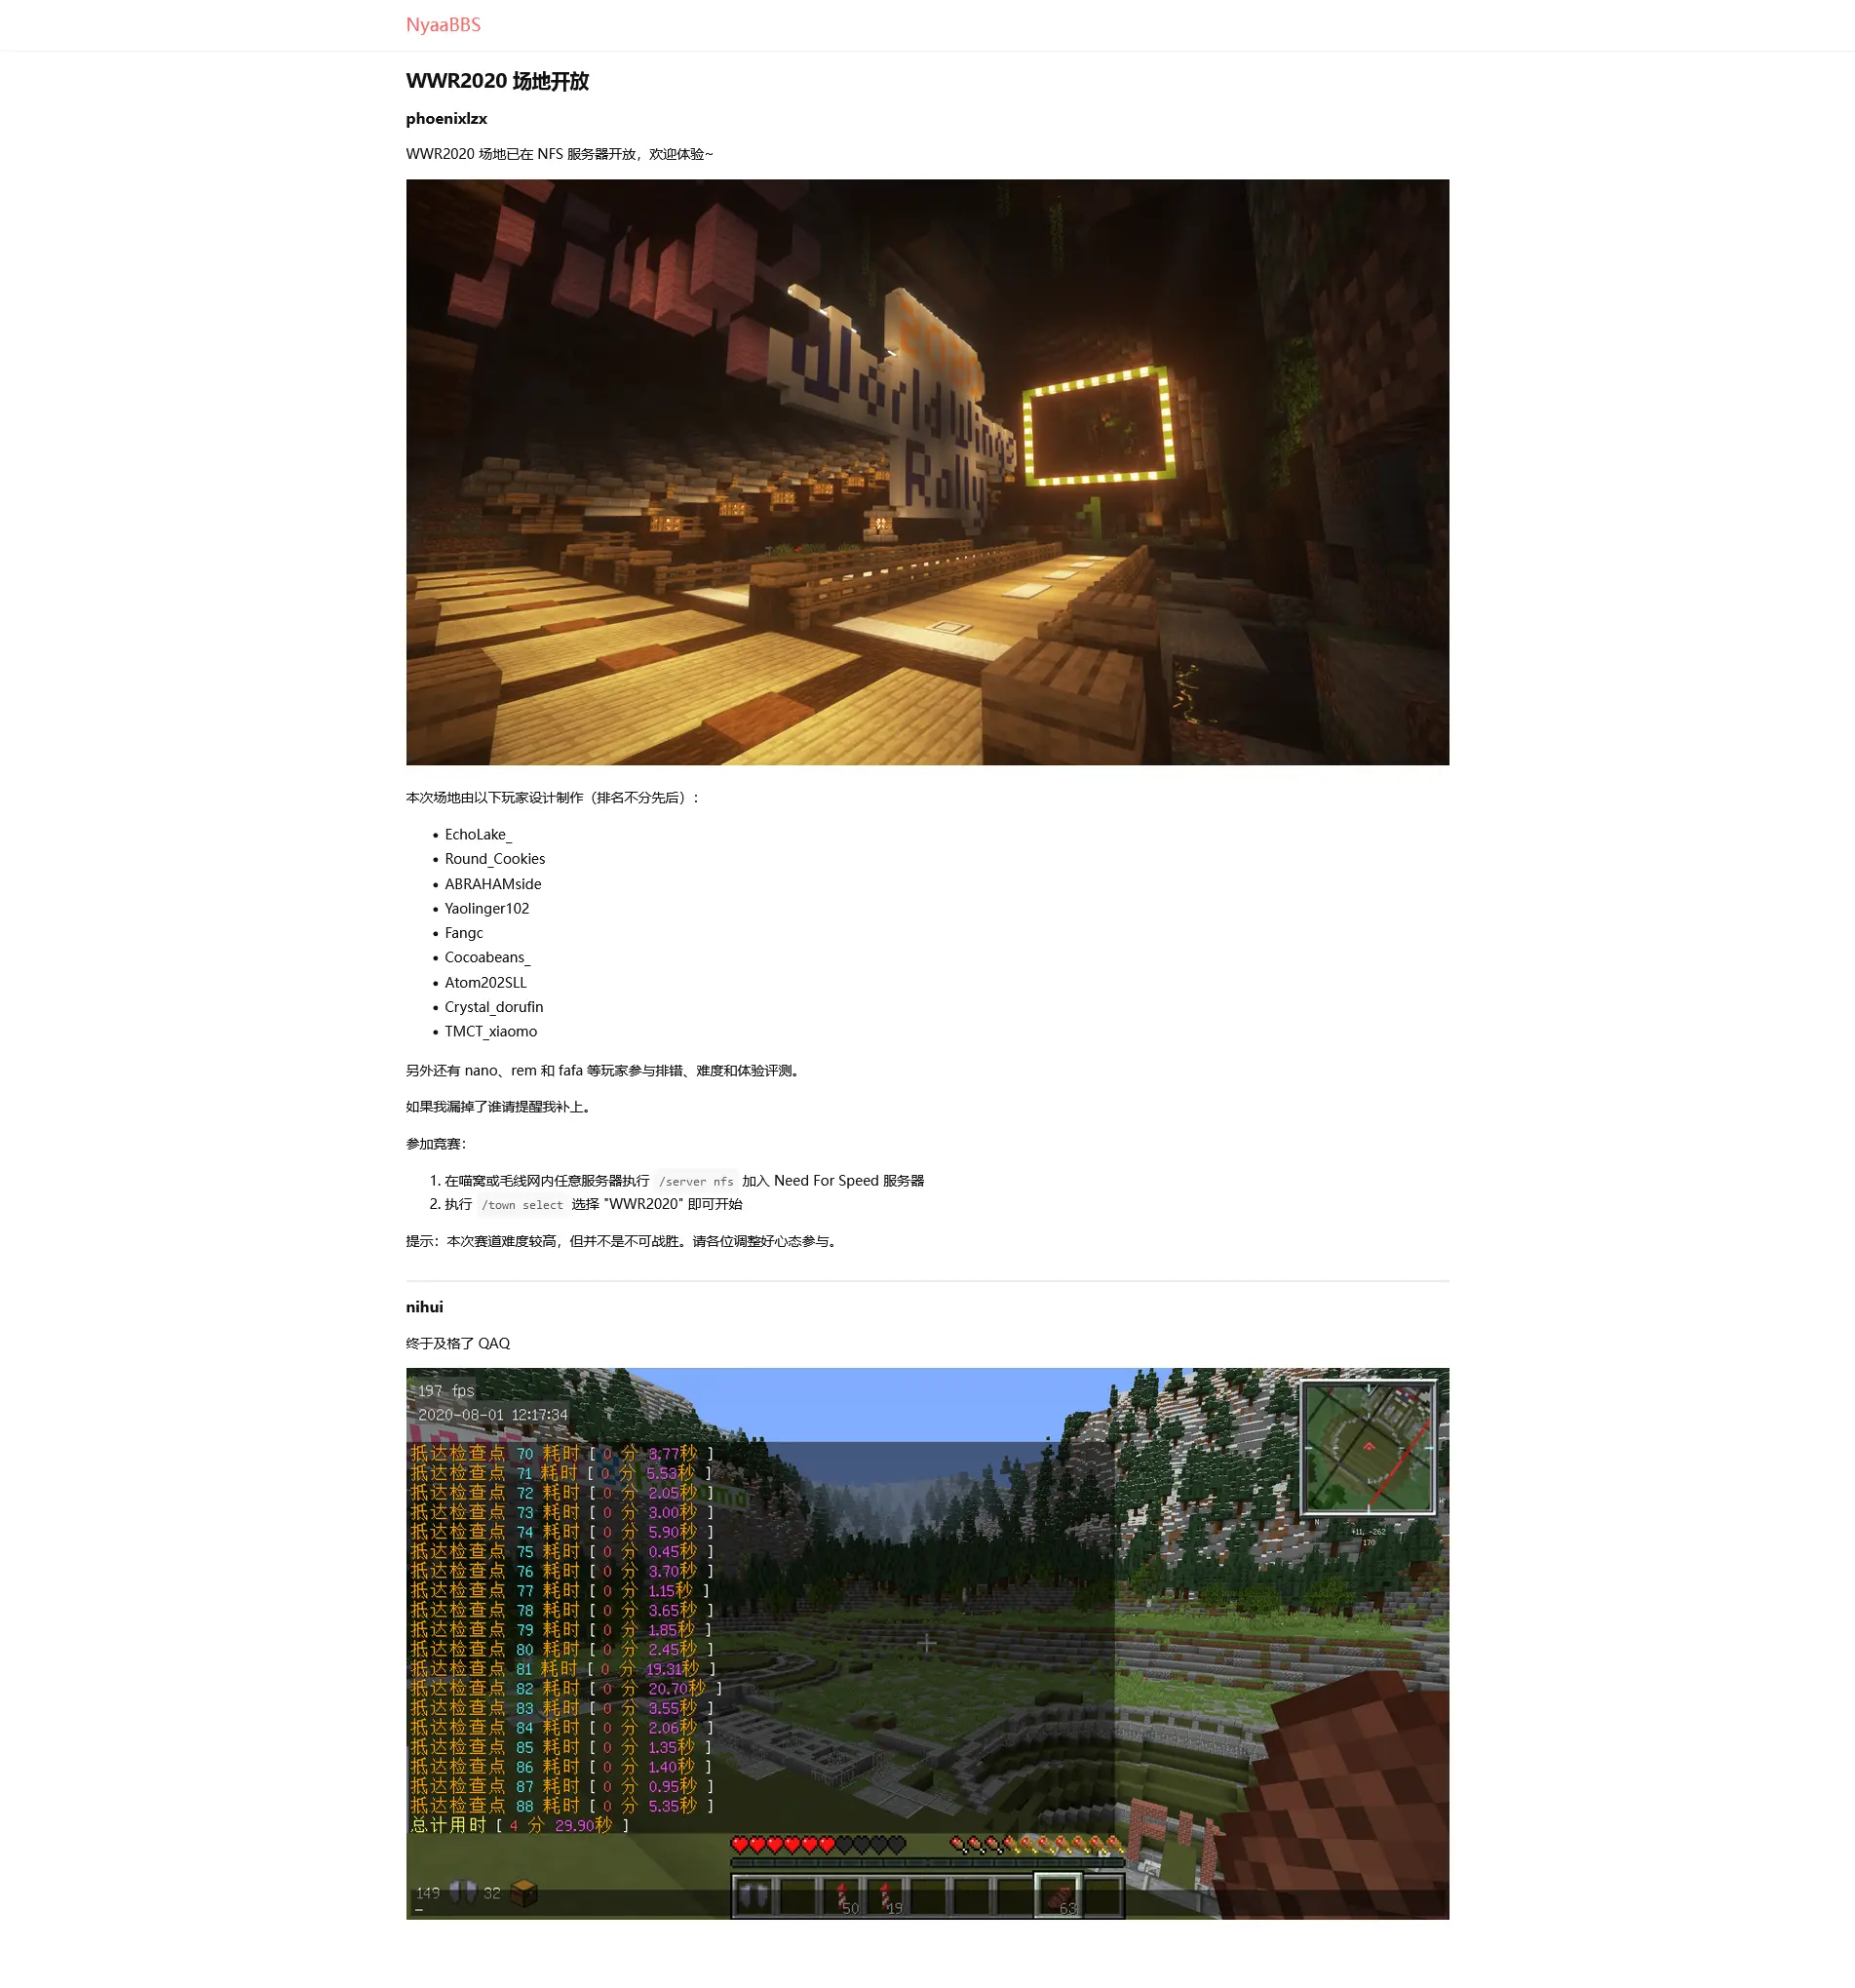 NyaaBBS
WWR2020 场地开放
phoenixlzx
WWR2020 场地已在 NFS 服务器开放，欢迎体验~
2020
World Wings
Rally
本次场地由以下玩家设计制作（排名不分先后）：
EchoLake_
Round_Cookies
ABRAHAMside
Yaolinger102
Fangc
Cocoabeans_
Atom202SLL
Crystal_dorufin
TMCT_xiaomo
另外还有 nano、rem 和 fafa 等玩家参与排错、难度和体验评测。
如果我漏掉了谁请提醒我补上。
参加竞赛：
1. 在喵窝或毛线网内任意服务器执行 /server nfs 加入 Need For Speed 服务器
2. 执行 /town select 选择 "WWR2020" 即可开始
提示：本次赛道难度较高，但并不是不可战胜。请各位调整好心态参与。
nihui
终于及格了 QAQ
197 fps
2020-08-01 12:17:34
抵达检查点 70 耗时 [ 0 分 3.77秒 ]
抵达检查点 71 耗时 [ 0 分 5.53秒 ]
抵达检查点 72 耗时 [ 0 分 2.05秒 ]
抵达检查点 73 耗时 [ 0 分 3.00秒 ]
抵达检查点 74 耗时 [ 0 分 5.90秒 ]
抵达检查点 75 耗时 [ 0 分 0.45秒 ]
抵达检查点 76 耗时 [ 0 分 3.70秒 ]
抵达检查点 77 耗时 [ 0 分 1.15秒 ]
抵达检查点 78 耗时 [ 0 分 3.65秒 ]
抵达检查点 79 耗时 [ 0 分 1.85秒 ]
抵达检查点 80 耗时 [ 0 分 2.45秒 ]
抵达检查点 81 耗时 [ 0 分 19.31秒 ]
抵达检查点 82 耗时 [ 0 分 20.70秒 ]
抵达检查点 83 耗时 [ 0 分 3.55秒 ]
抵达检查点 84 耗时 [ 0 分 2.06秒 ]
抵达检查点 85 耗时 [ 0 分 1.35秒 ]
抵达检查点 86 耗时 [ 0 分 1.40秒 ]
抵达检查点 87 耗时 [ 0 分 0.95秒 ]
抵达检查点 88 耗时 [ 0 分 5.35秒 ]
总计用时 [ 4 分 29.90秒 ]
+11, -262
170
149 32
50 19 63